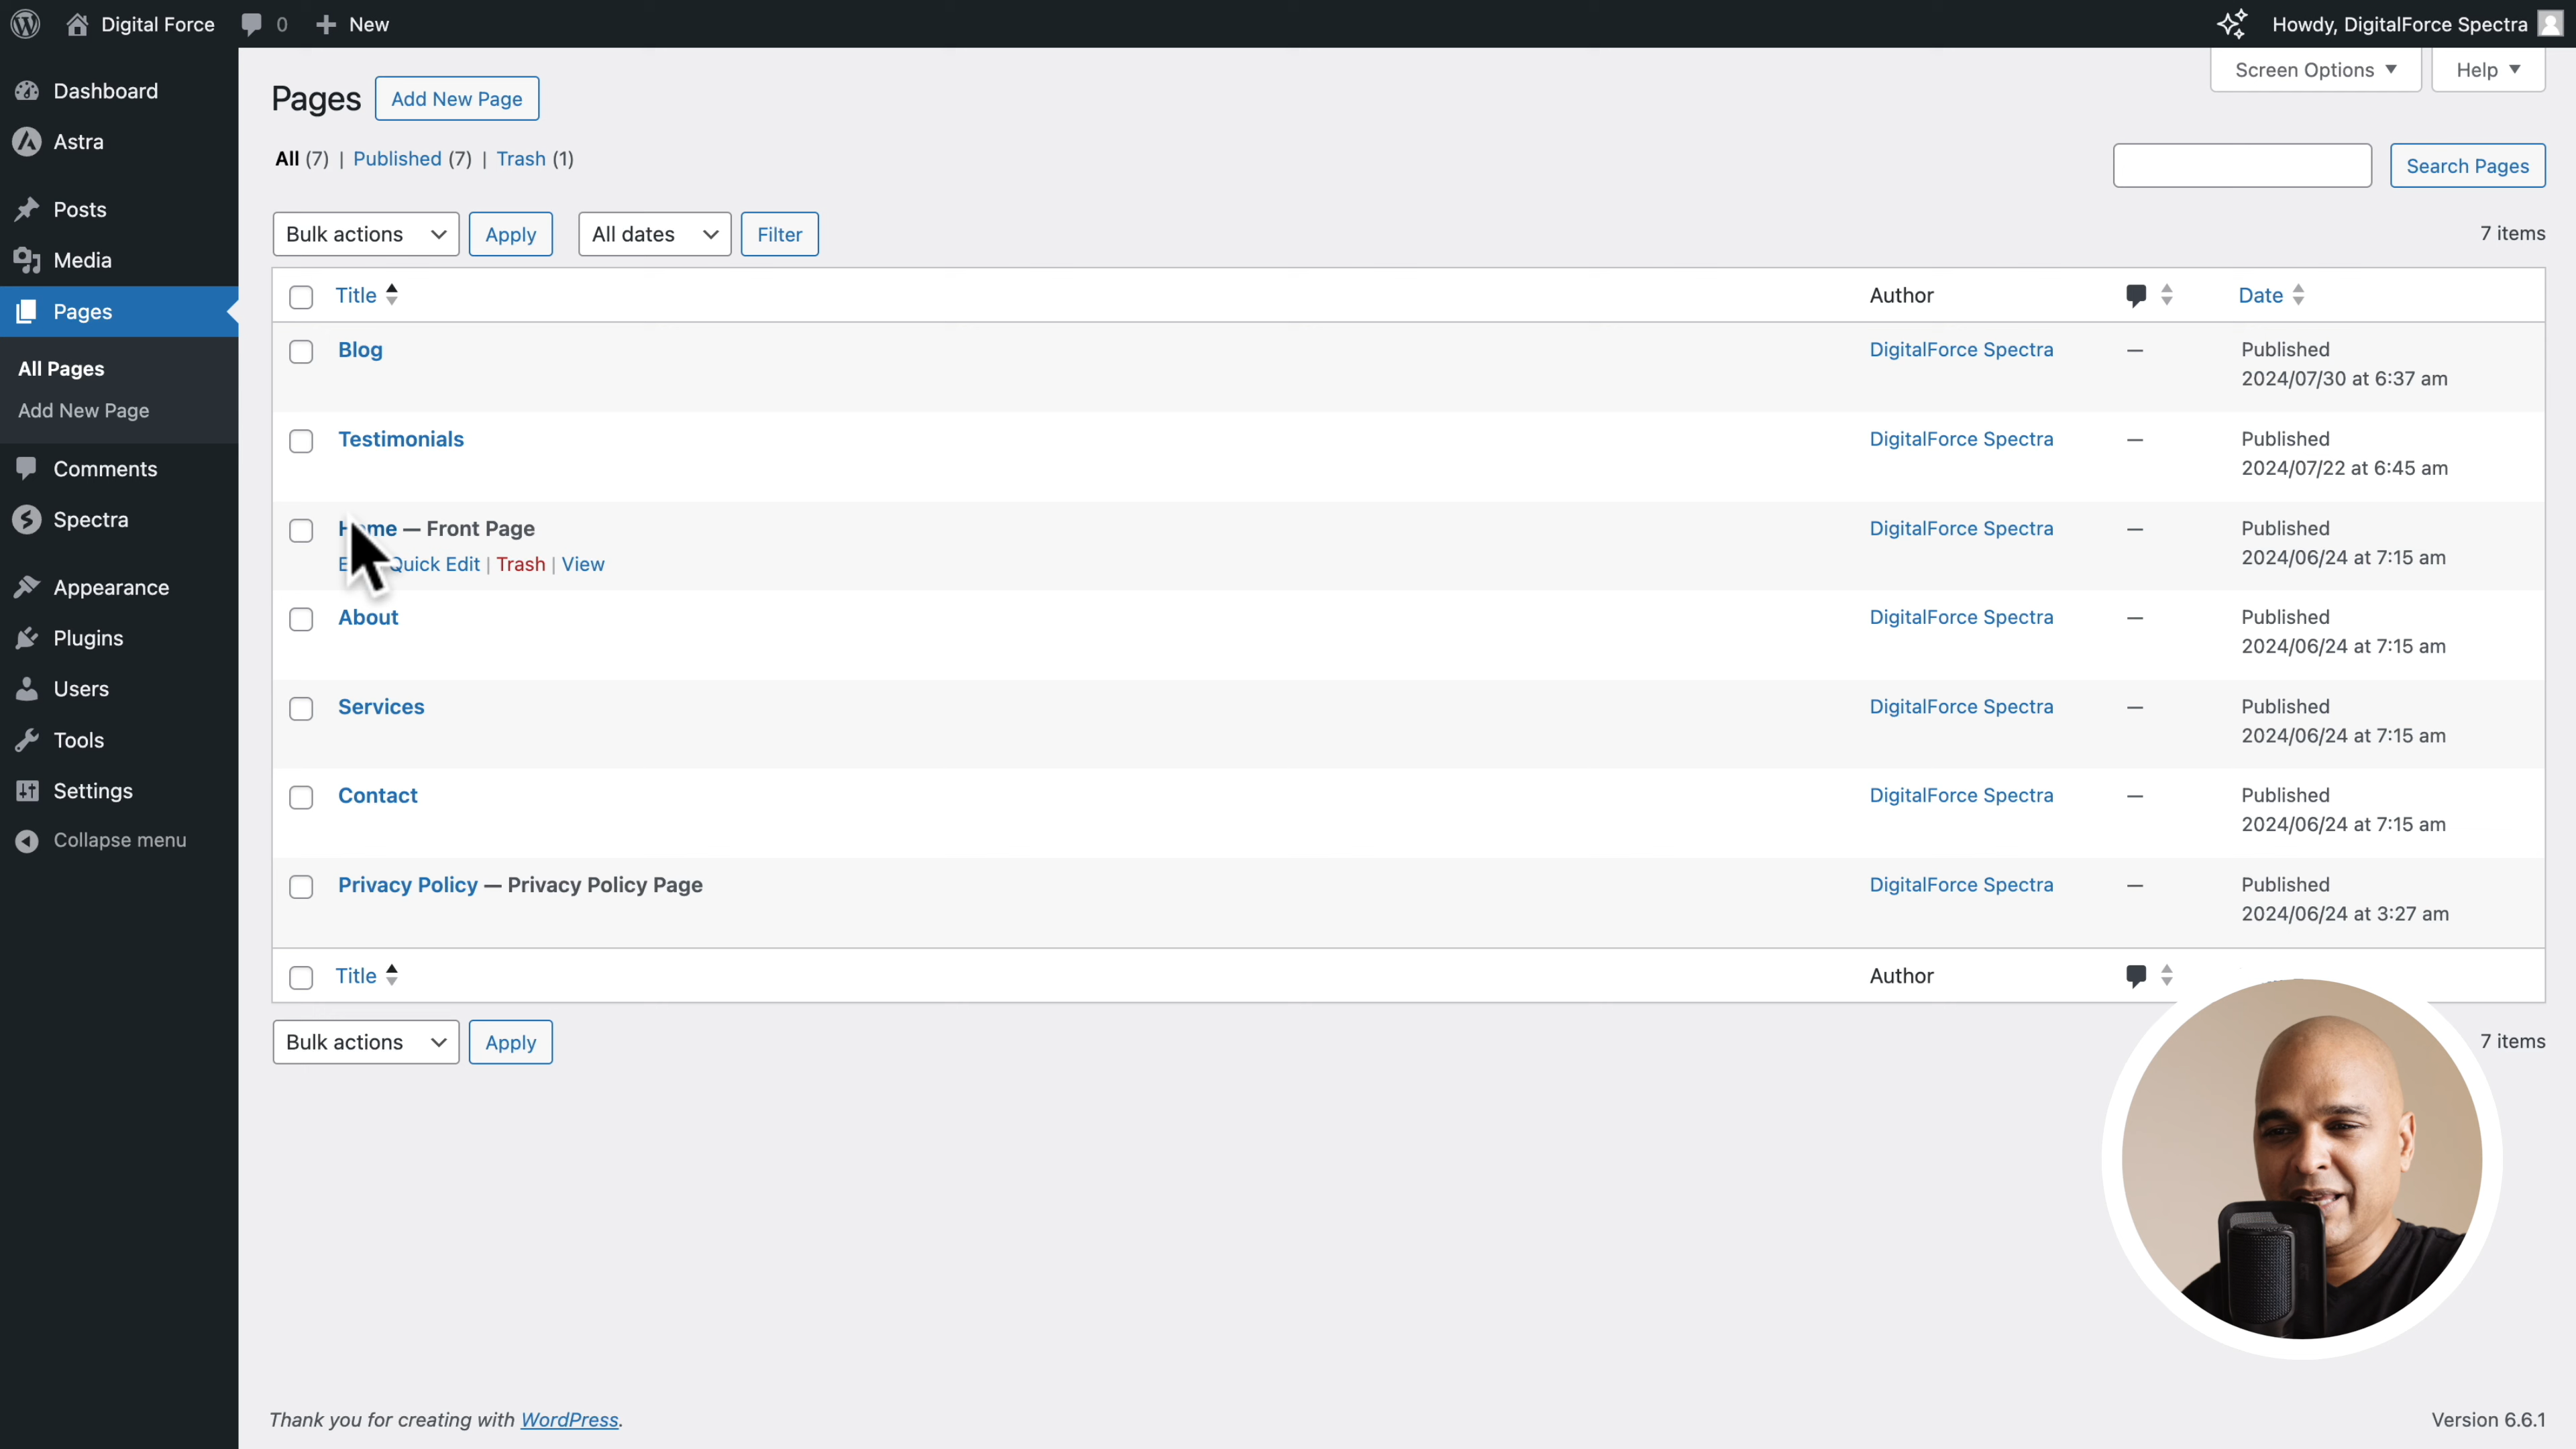 Digital Force 0 New Howdy, DigitalForce Spectra
Screen Options Help
Dashboard
Astra
Posts
Media
Pages
All Pages
Add New Page
Comments
Spectra
Appearance
Plugins
Users
Tools
Settings
Collapse menu
Pages Add New Page
All (7) | Published (7) | Trash (1)
Search Pages
Bulk actions Apply All dates Filter 7 items
Title Author Date
Blog DigitalForce Spectra — Published
2024/07/30 at 6:37 am
Testimonials DigitalForce Spectra — Published
2024/07/22 at 6:45 am
Home — Front Page DigitalForce Spectra — Published
Quick Edit | Trash | View 2024/06/24 at 7:15 am
About DigitalForce Spectra — Published
2024/06/24 at 7:15 am
Services DigitalForce Spectra — Published
2024/06/24 at 7:15 am
Contact DigitalForce Spectra — Published
2024/06/24 at 7:15 am
Privacy Policy — Privacy Policy Page DigitalForce Spectra — Published
2024/06/24 at 3:27 am
Title Author
Bulk actions Apply 7 items
Thank you for creating with WordPress. Version 6.6.1